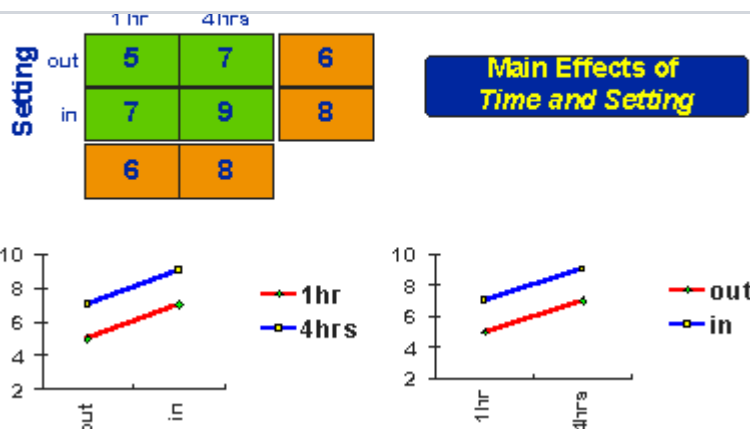 1 hr 4 hrs
Setting
out 5 7 6
in 7 9 8
6 8
Main Effects of
Time and Setting
10
8
6
4
2
out in
1hr
4hrs
10
8
6
4
2
1hr 4hrs
out
in